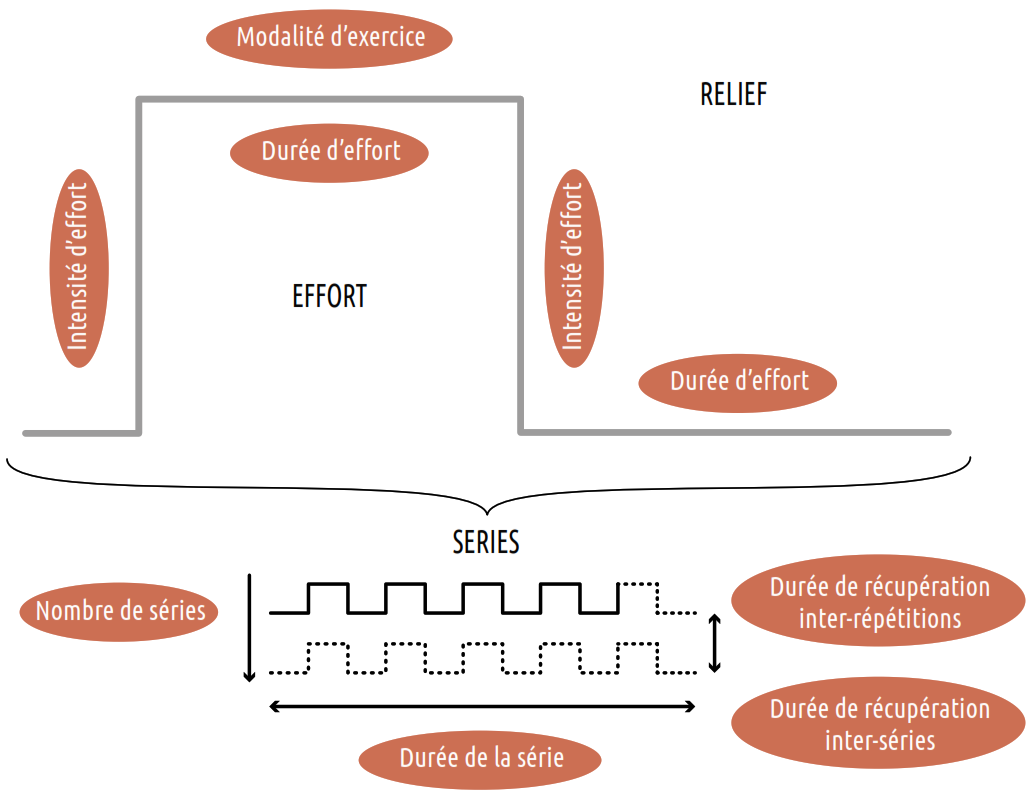 Modalité d'exercice
RELIEF
Durée d'effort
Intensité d'effort
Intensité d'effort
EFFORT
Durée d'effort
SERIES
Nombre de séries
Durée de récupération
inter-répétitions
Durée de récupération
inter-séries
Durée de la série